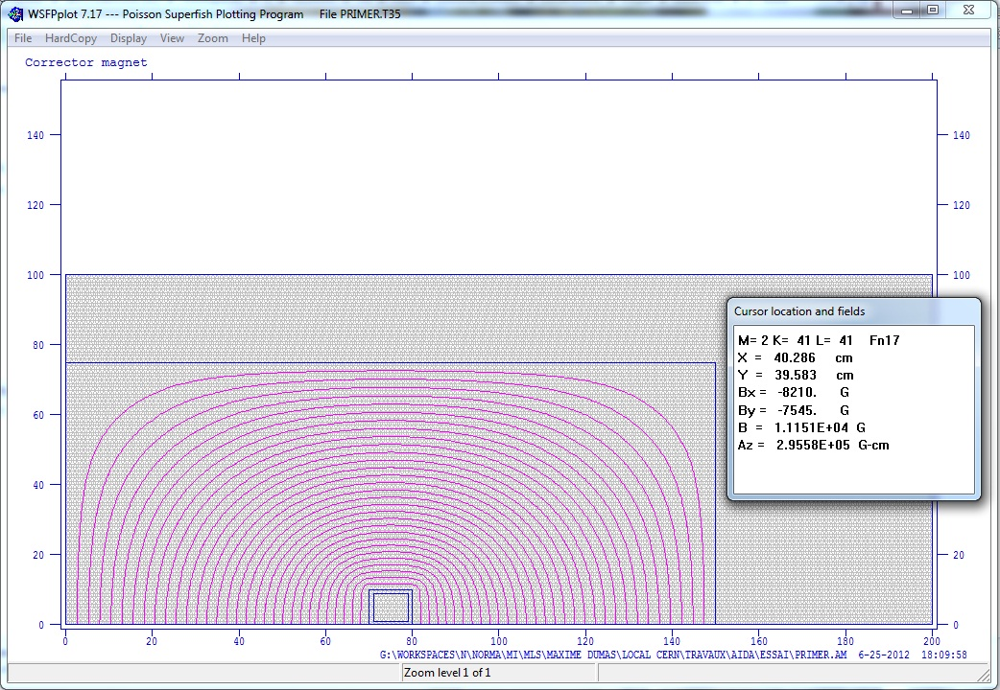 WSFPplot 7.17 --- Poisson Superfish Plotting Program File PRIMER.T35
File HardCopy Display View Zoom Help
Corrector magnet
140 140
120 120
100 100
80
60
40
20 20
0 0
Cursor location and fields
M= 2 K= 41 L= 41 Fn17
X = 40.286 cm
Y = 39.583 cm
Bx = -8210. G
By = -7545. G
B = 1.1151E+04 G
Az = 2.9558E+05 G-cm
0 20 40 60 80 100 120 140 160 180 200
G:\WORKSPACES\N\NORMA\MI\MLS\MAXIME DUMAS\LOCAL CERN\TRAVAUX\AIDA\ESSAI\PRIMER.AM 6-25-2012 18:09:58
Zoom level 1 of 1